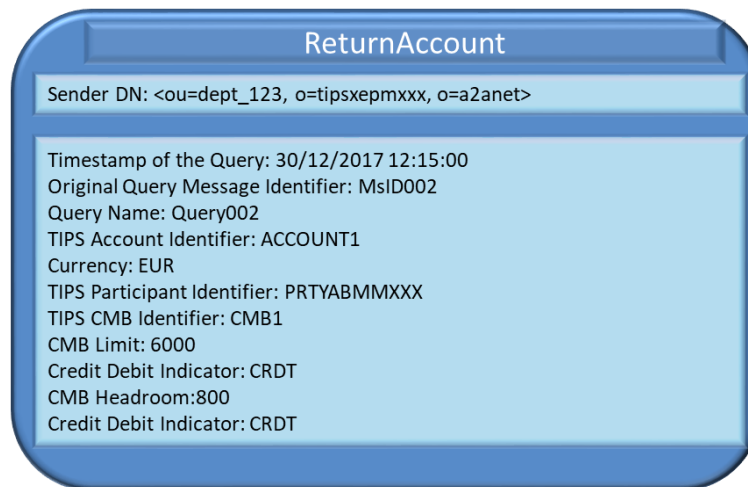 ReturnAccount
Sender DN: <ou=dept_123, o=tipsxepmxxx, o=a2anet>
Timestamp of the Query: 30/12/2017 12:15:00
Original Query Message Identifier: MsID002
Query Name: Query002
TIPS Account Identifier: ACCOUNT1
Currency: EUR
TIPS Participant Identifier: PRTYABMMXXX
TIPS CMB Identifier: CMB1
CMB Limit: 6000
Credit Debit Indicator: CRDT
CMB Headroom:800
Credit Debit Indicator: CRDT